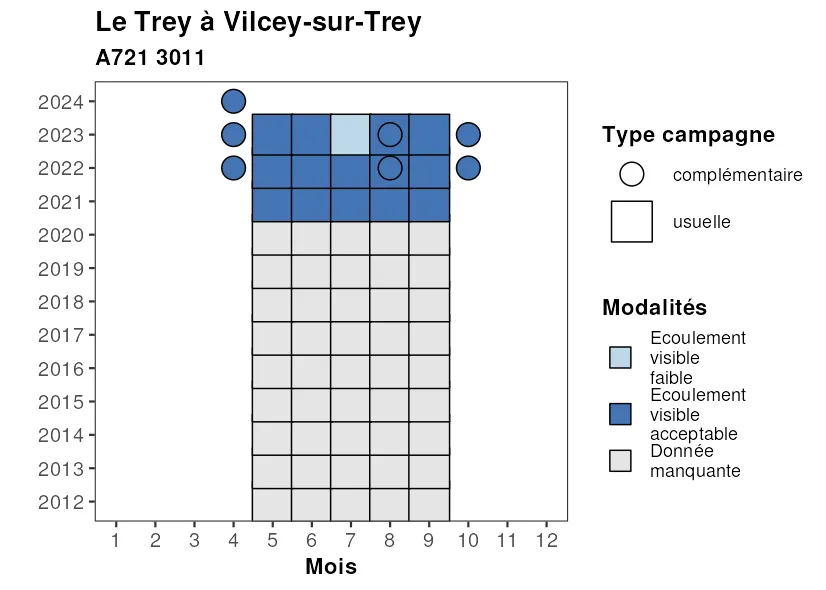 Le Trey à Vilcey-sur-Trey
A721 3011
2024
2023
2022
2021
2020
2019
2018
2017
2016
2015
2014
2013
2012
1 2 3 4 5 6 7 8 9 10 11 12
Mois
Type campagne
complémentaire
usuelle
Modalités
Ecoulement
visible
faible
Ecoulement
visible
acceptable
Donnée
manquante